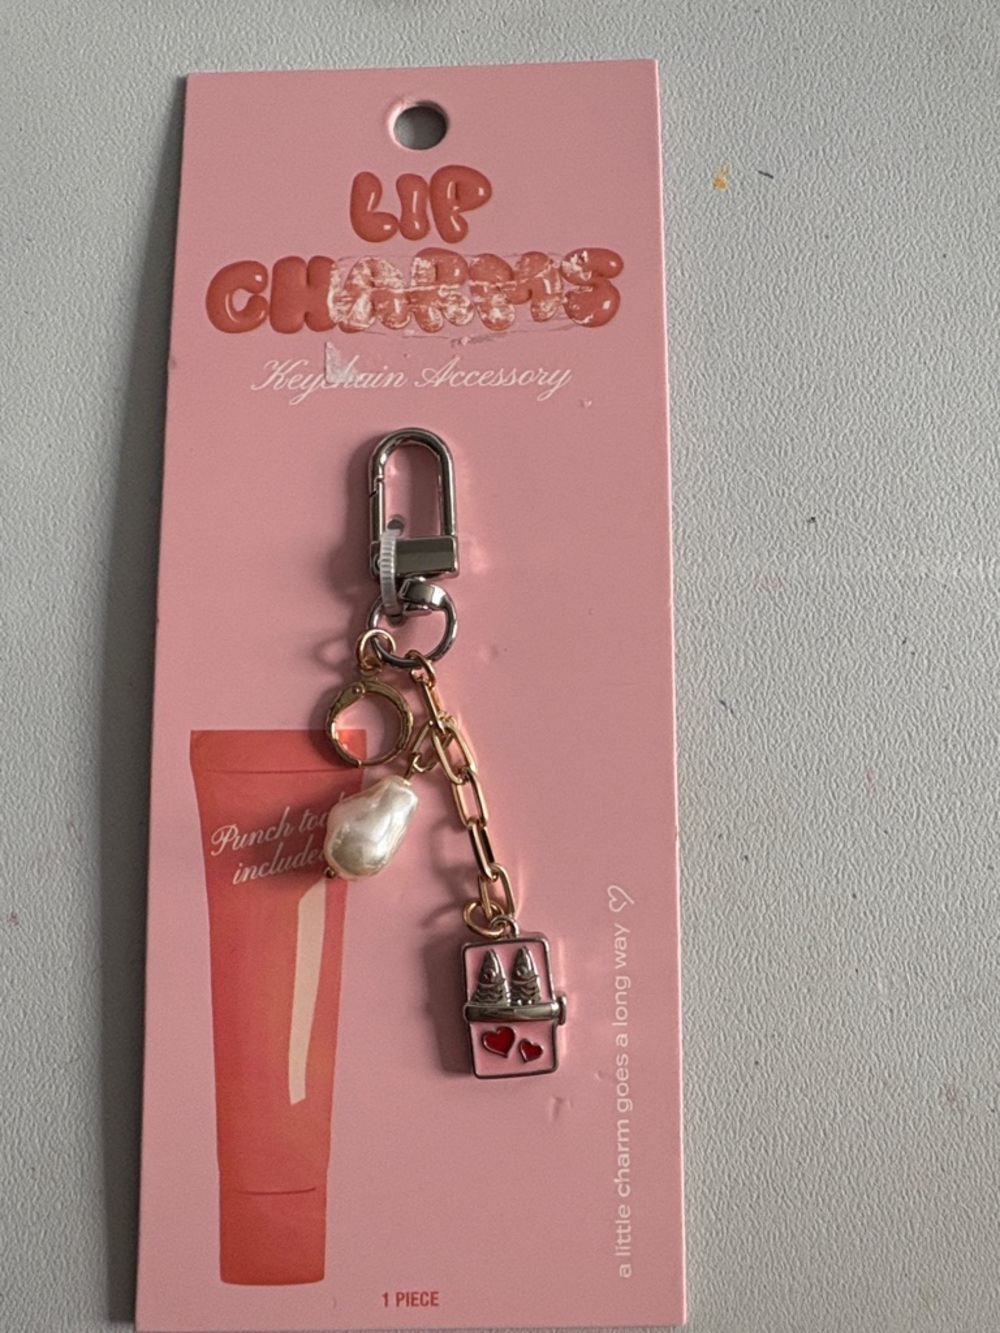 LIP
CHARMS
Keychain Accessory
Punch tool
included
a little charm goes a long way ♡
1 PIECE